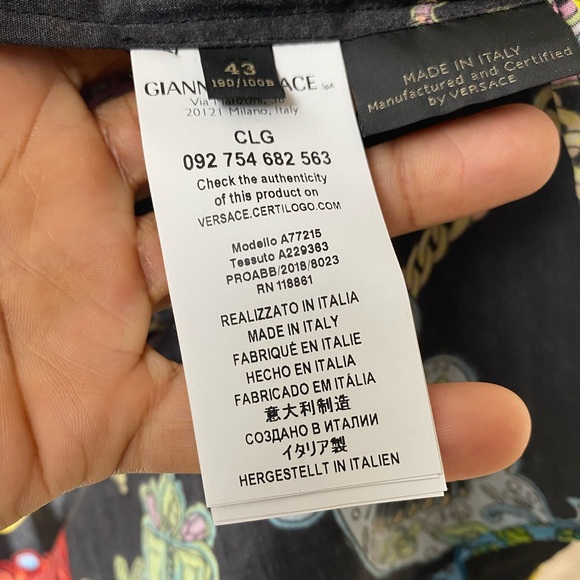 43
190/100B
GIANN ACE SpA
Via Manzoni, 38
20121 Milano, Italy
CLG
092 754 682 563
Check the authenticity
of this product on
VERSACE.CERTILOGO.COM
Modello A77215
Tessuto A229363
PROABB/2018/8023
RN 118861
REALIZZATO IN ITALIA
MADE IN ITALY
FABRIQUÉ EN ITALIE
HECHO EN ITALIA
FABRICADO EM ITÁLIA
意大利制造
СОЗДАНО В ИТАЛИИ
イタリア製
HERGESTELLT IN ITALIEN
MADE IN ITALY
Manufactured and Certified
by VERSACE